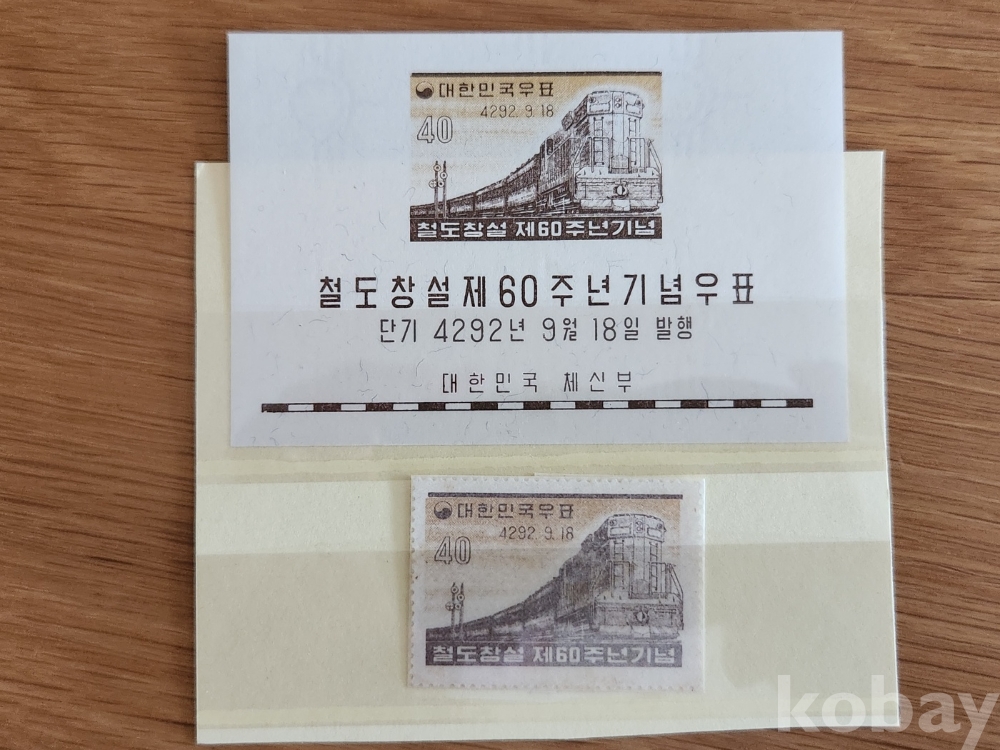 대한민국우표
4292.9.18
40
철도창설 제60주년기념
철도창설제60주년기념우표
단기 4292년 9월 18일 발행
대한민국 체신부
대한민국우표
4292.9.18
40
철도창설 제60주년기념
kobay